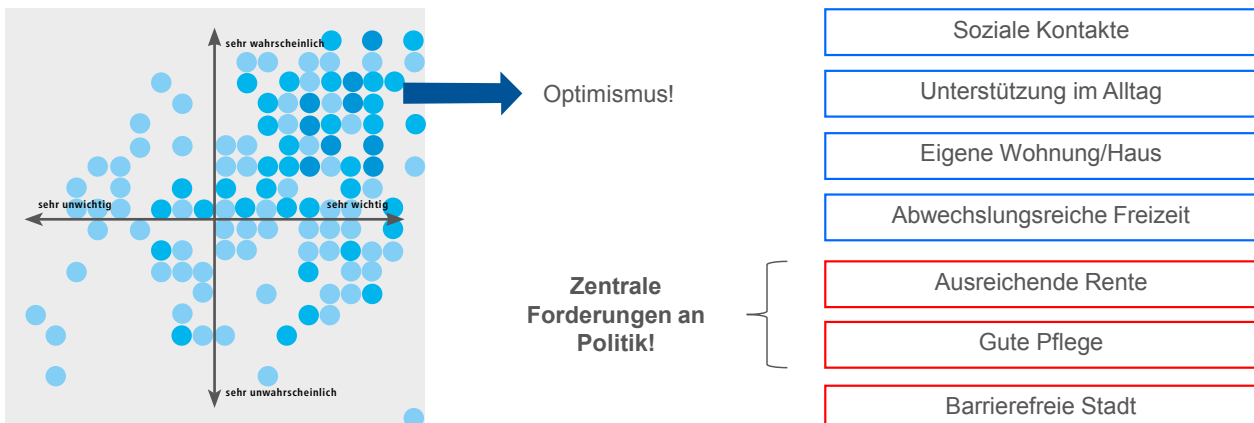 sehr wahrscheinlich
sehr unwichtig
sehr wichtig
sehr unwahrscheinlich
Optimismus!
Zentrale
Forderungen an
Politik!
Soziale Kontakte
Unterstützung im Alltag
Eigene Wohnung/Haus
Abwechslungsreiche Freizeit
Ausreichende Rente
Gute Pflege
Barrierefreie Stadt